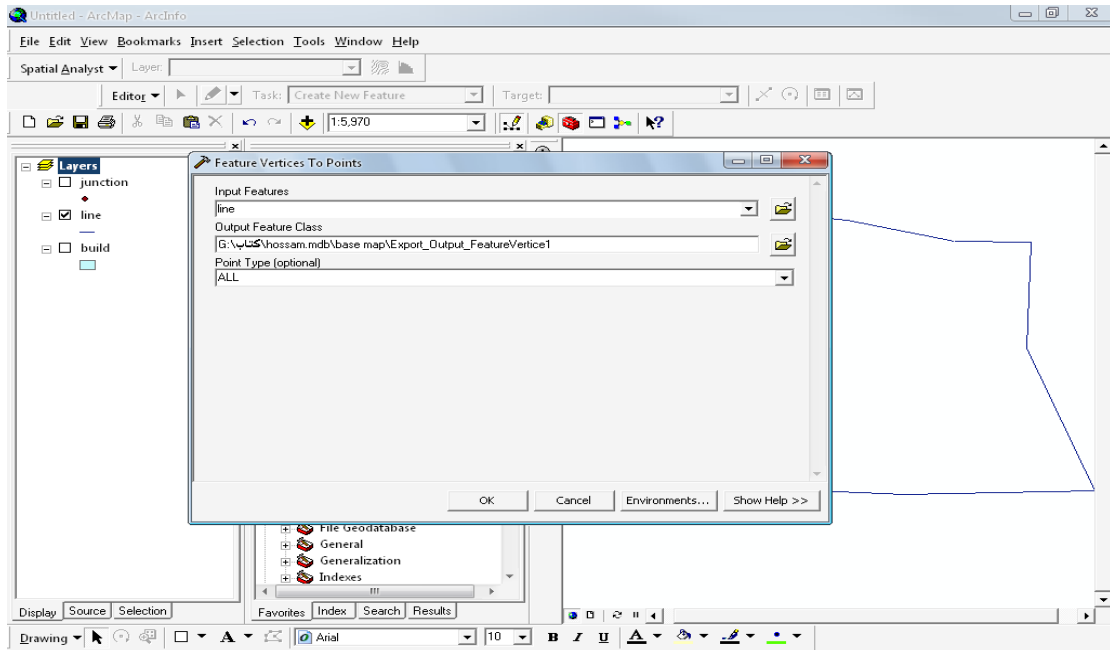 Untitled - ArcMap - ArcInfo
File Edit View Bookmarks Insert Selection Tools Window Help
Spatial Analyst Layer:
Editor Task: Create New Feature Target:
1:5,970
Layers
junction
line
build
Feature Vertices To Points
Input Features
line
Output Feature Class
G:\كتاب\hossam.mdb\base map\Export_Output_FeatureVertice1
Point Type (optional)
ALL
OK Cancel Environments... Show Help >>
File Geodatabase
General
Generalization
Indexes
Display Source Selection
Favorites Index Search Results
Drawing A Arial 10 B I U A